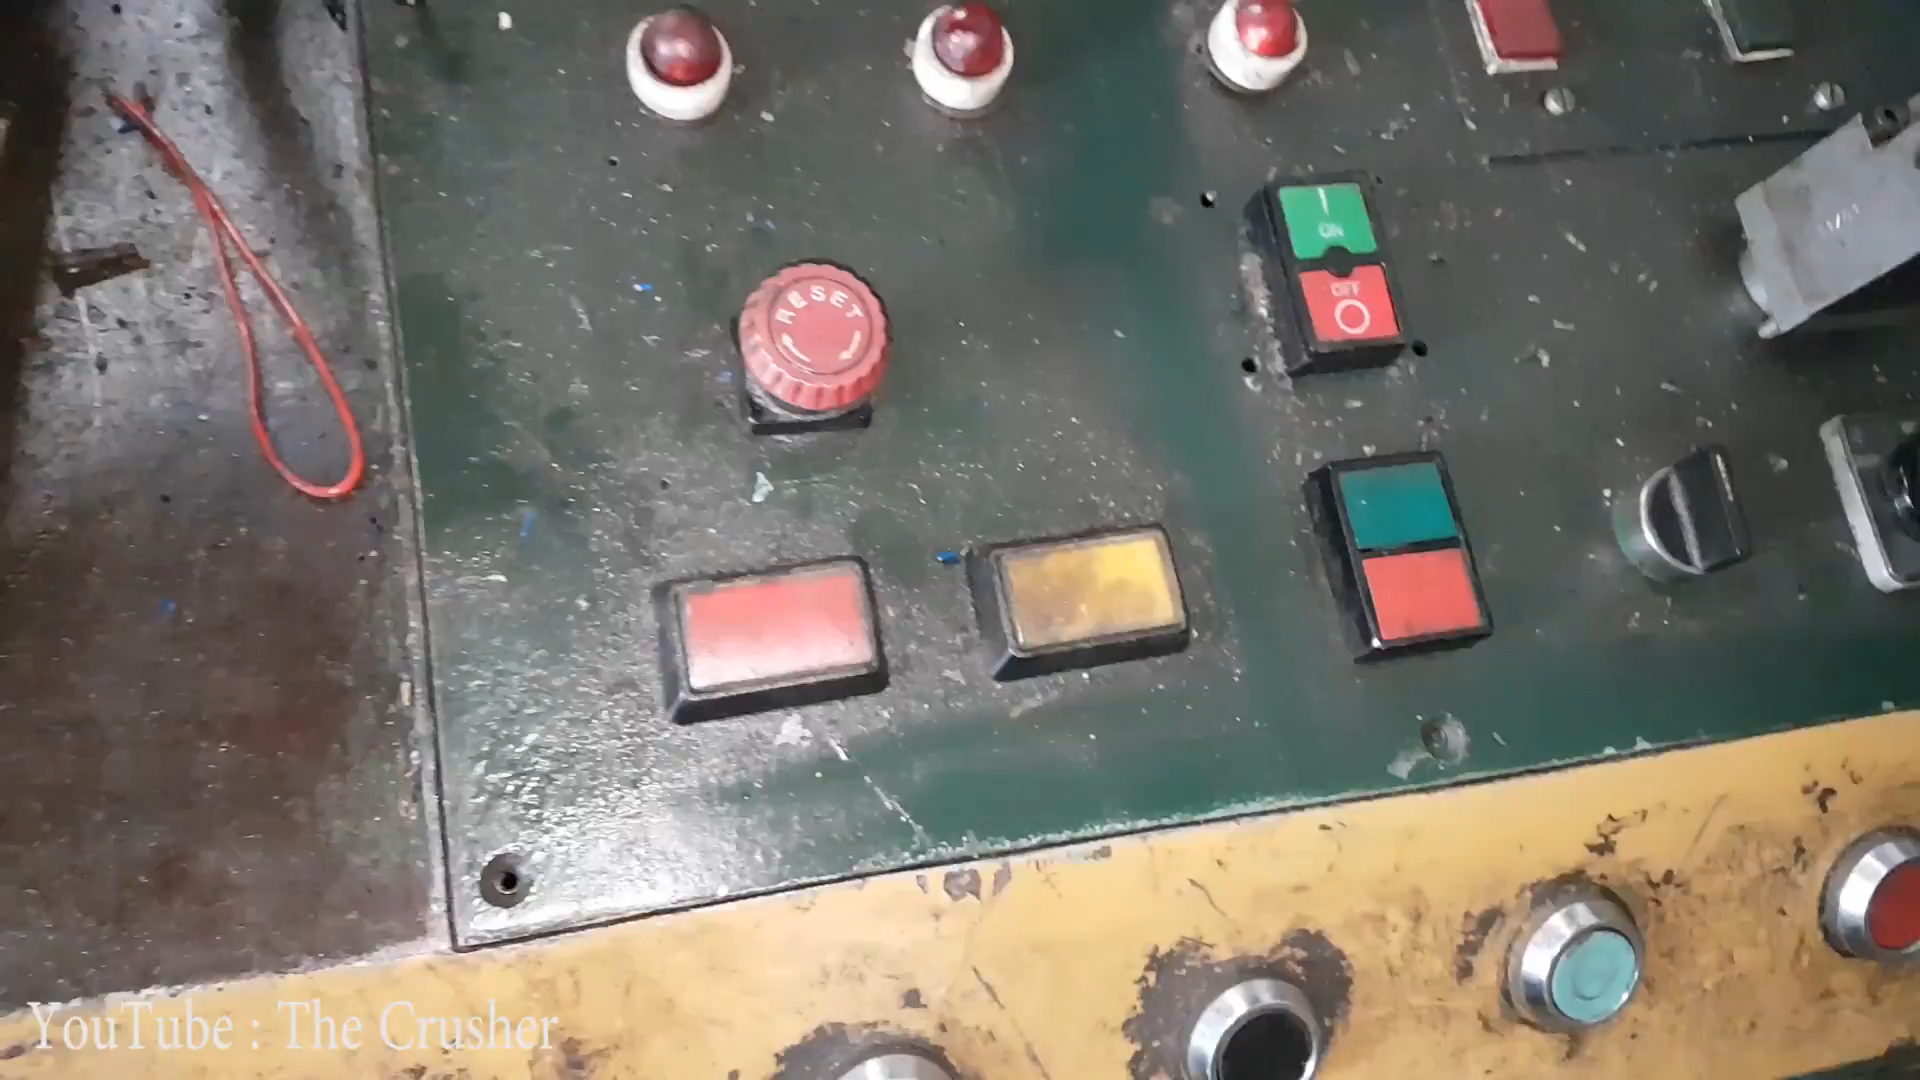 RESET
I
ON
OFF
YouTube : The Crusher